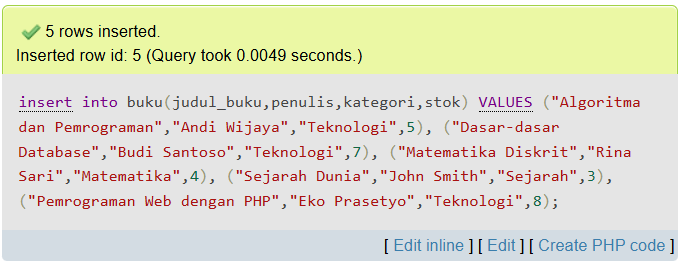 5 rows inserted.
Inserted row id: 5 (Query took 0.0049 seconds.)
insert into buku(judul_buku,penulis,kategori,stok) VALUES ("Algoritma
dan Pemrograman","Andi Wijaya","Teknologi",5), ("Dasar-dasar
Database","Budi Santoso","Teknologi",7), ("Matematika Diskrit","Rina
Sari","Matematika",4), ("Sejarah Dunia","John Smith","Sejarah",3),
("Pemrograman Web dengan PHP","Eko Prasetyo","Teknologi",8);
[ Edit inline ] [ Edit ] [ Create PHP code ]